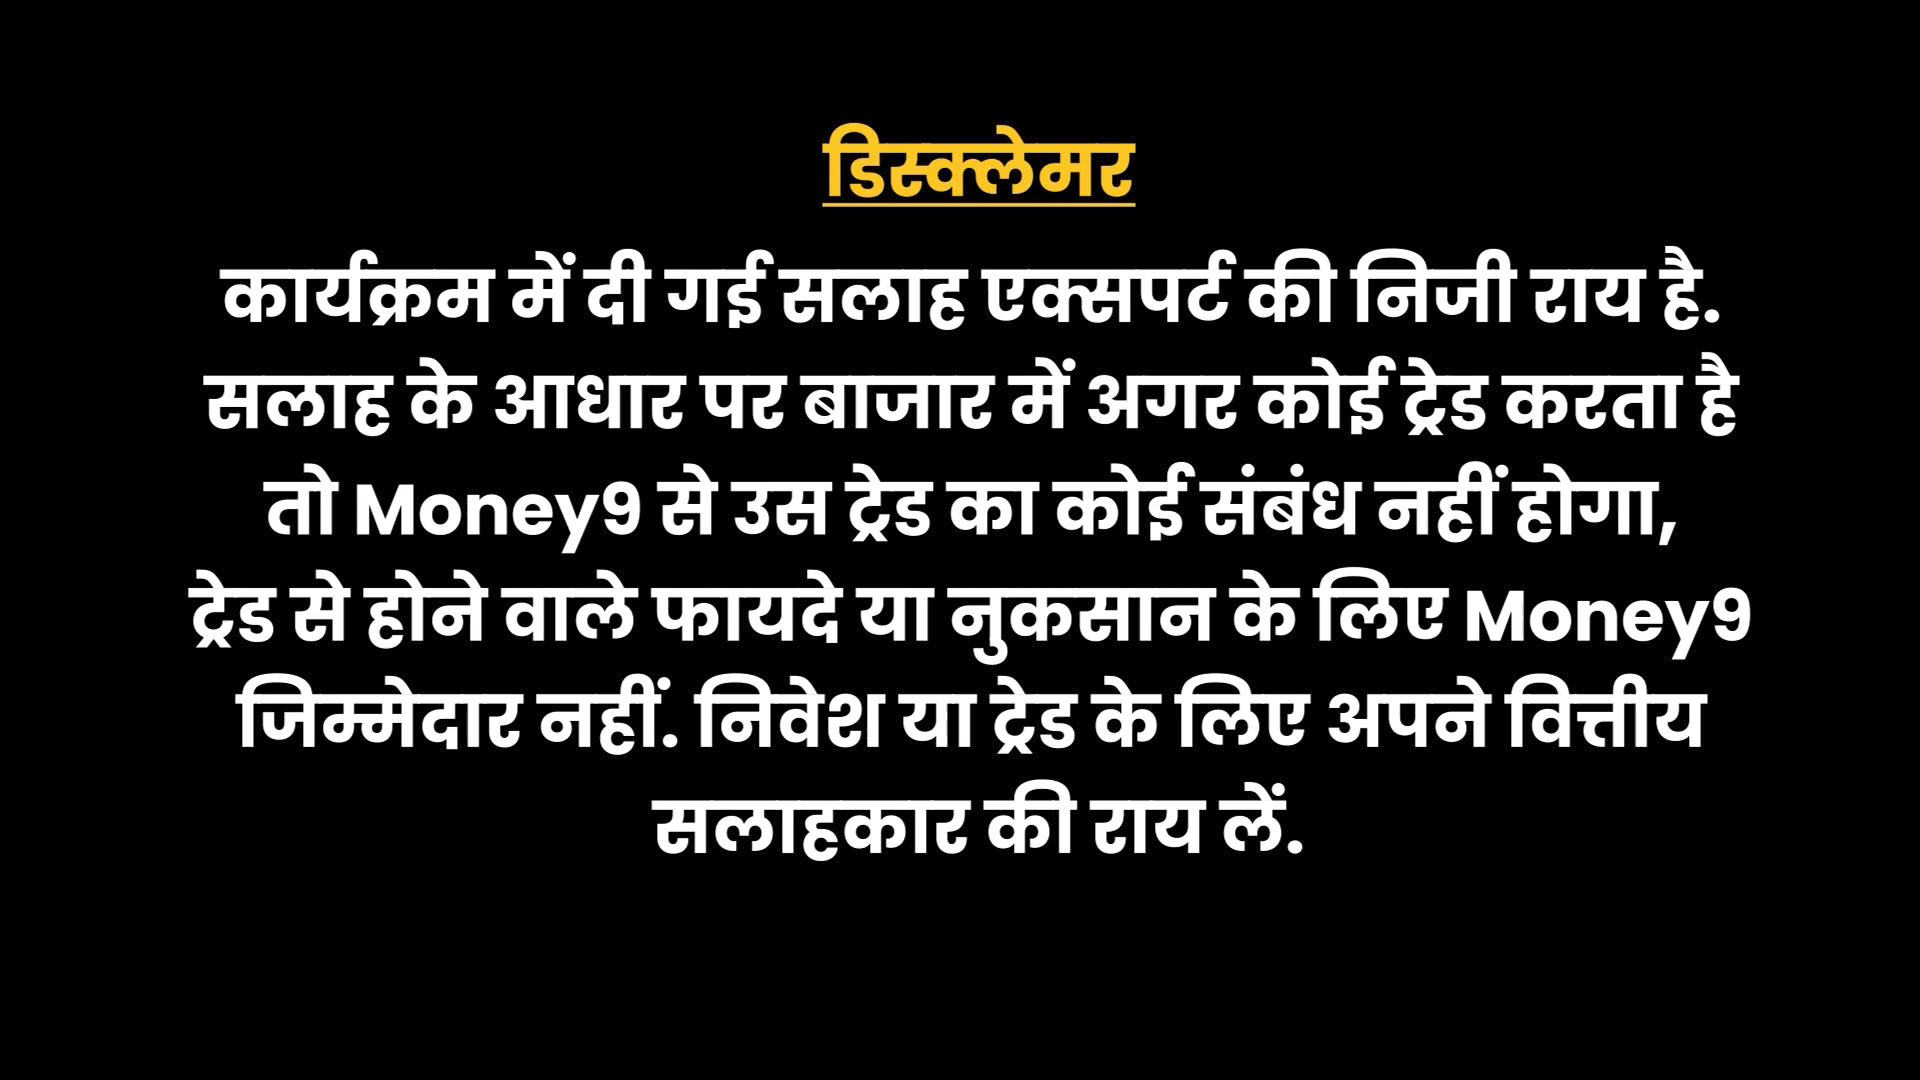 डिस्क्लेमर
कार्यक्रम में दी गई सलाह एक्सपर्ट की निजी राय है.
सलाह के आधार पर बाजार में अगर कोई ट्रेड करता है
तो Money9 से उस ट्रेड का कोई संबंध नहीं होगा,
ट्रेड से होने वाले फायदे या नुकसान के लिए Money9
जिम्मेदार नहीं. निवेश या ट्रेड के लिए अपने वित्तीय
सलाहकार की राय लें.